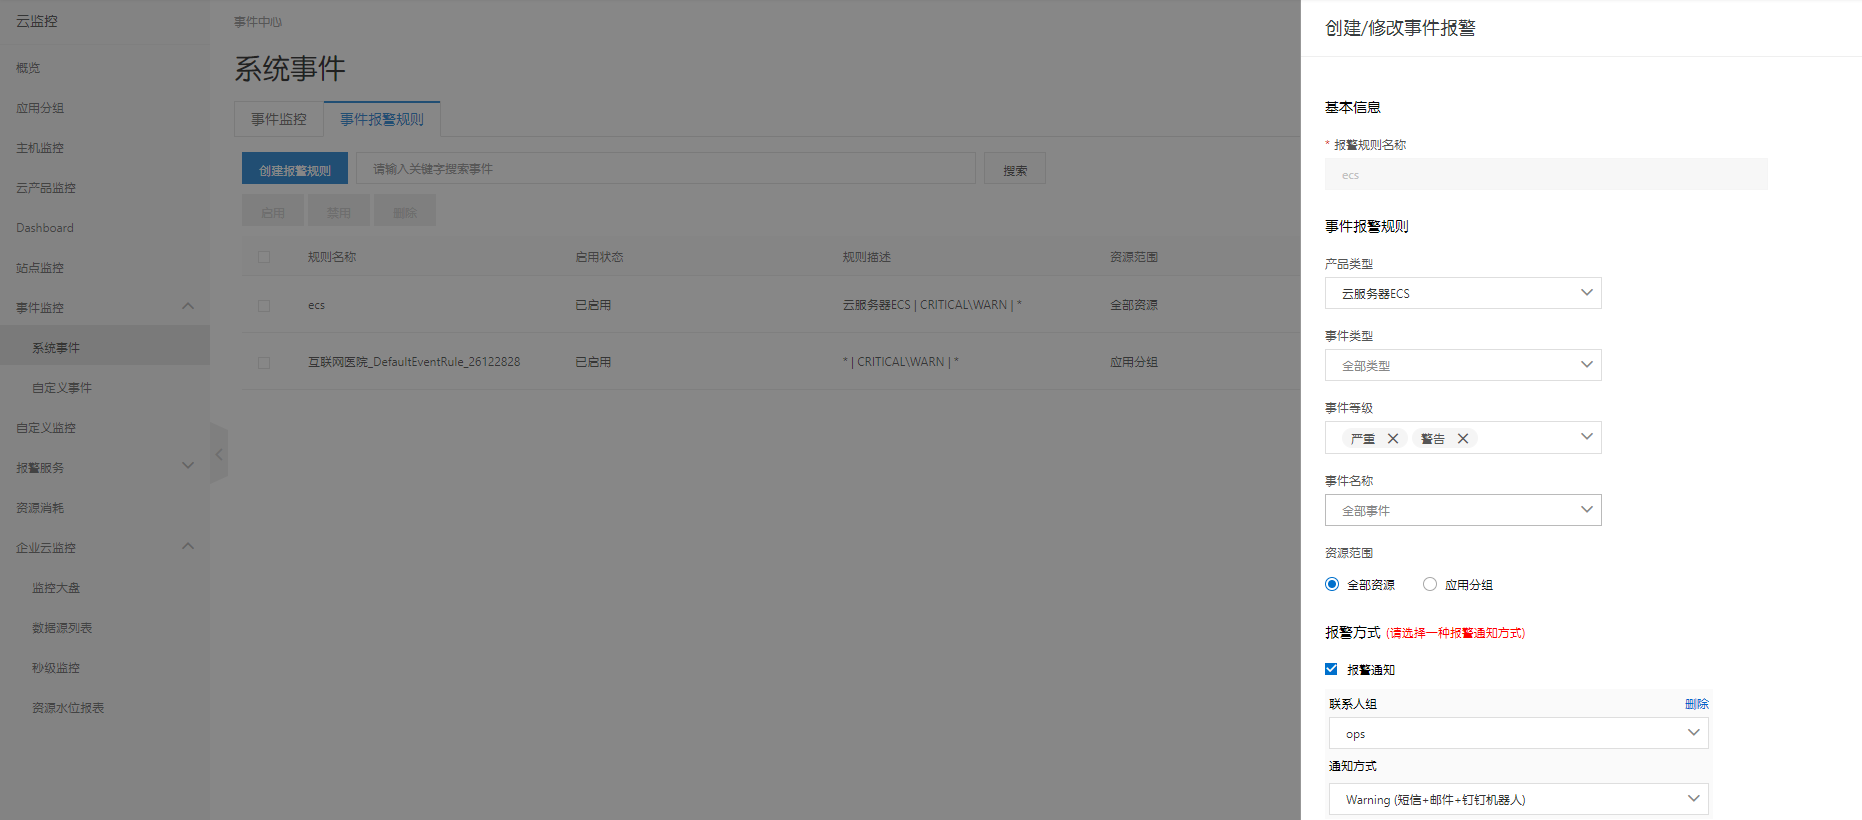 云监控
概览
应用分组
主机监控
云产品监控
Dashboard
站点监控
事件监控
系统事件
自定义事件
自定义监控
报警服务
资源消耗
企业云监控
监控大盘
数据源列表
秒级监控
资源水位报表
事件中心
系统事件
事件监控 事件报警规则
创建报警规则 请输入关键字搜索事件 搜索
启用 禁用 删除
规则名称 启用状态 规则描述 资源范围
ecs 已启用 云服务器ECS | CRITICAL\WARN | * 全部资源
互联网医院_DefaultEventRule_26122828 已启用 * | CRITICAL\WARN | * 应用分组
创建/修改事件报警
基本信息
* 报警规则名称
ecs
事件报警规则
产品类型
云服务器ECS
事件类型
全部类型
事件等级
严重 警告
事件名称
全部事件
资源范围
全部资源 应用分组
报警方式 (请选择一种报警通知方式)
报警通知
联系人组 删除
ops
通知方式
Warning (短信+邮件+钉钉机器人)